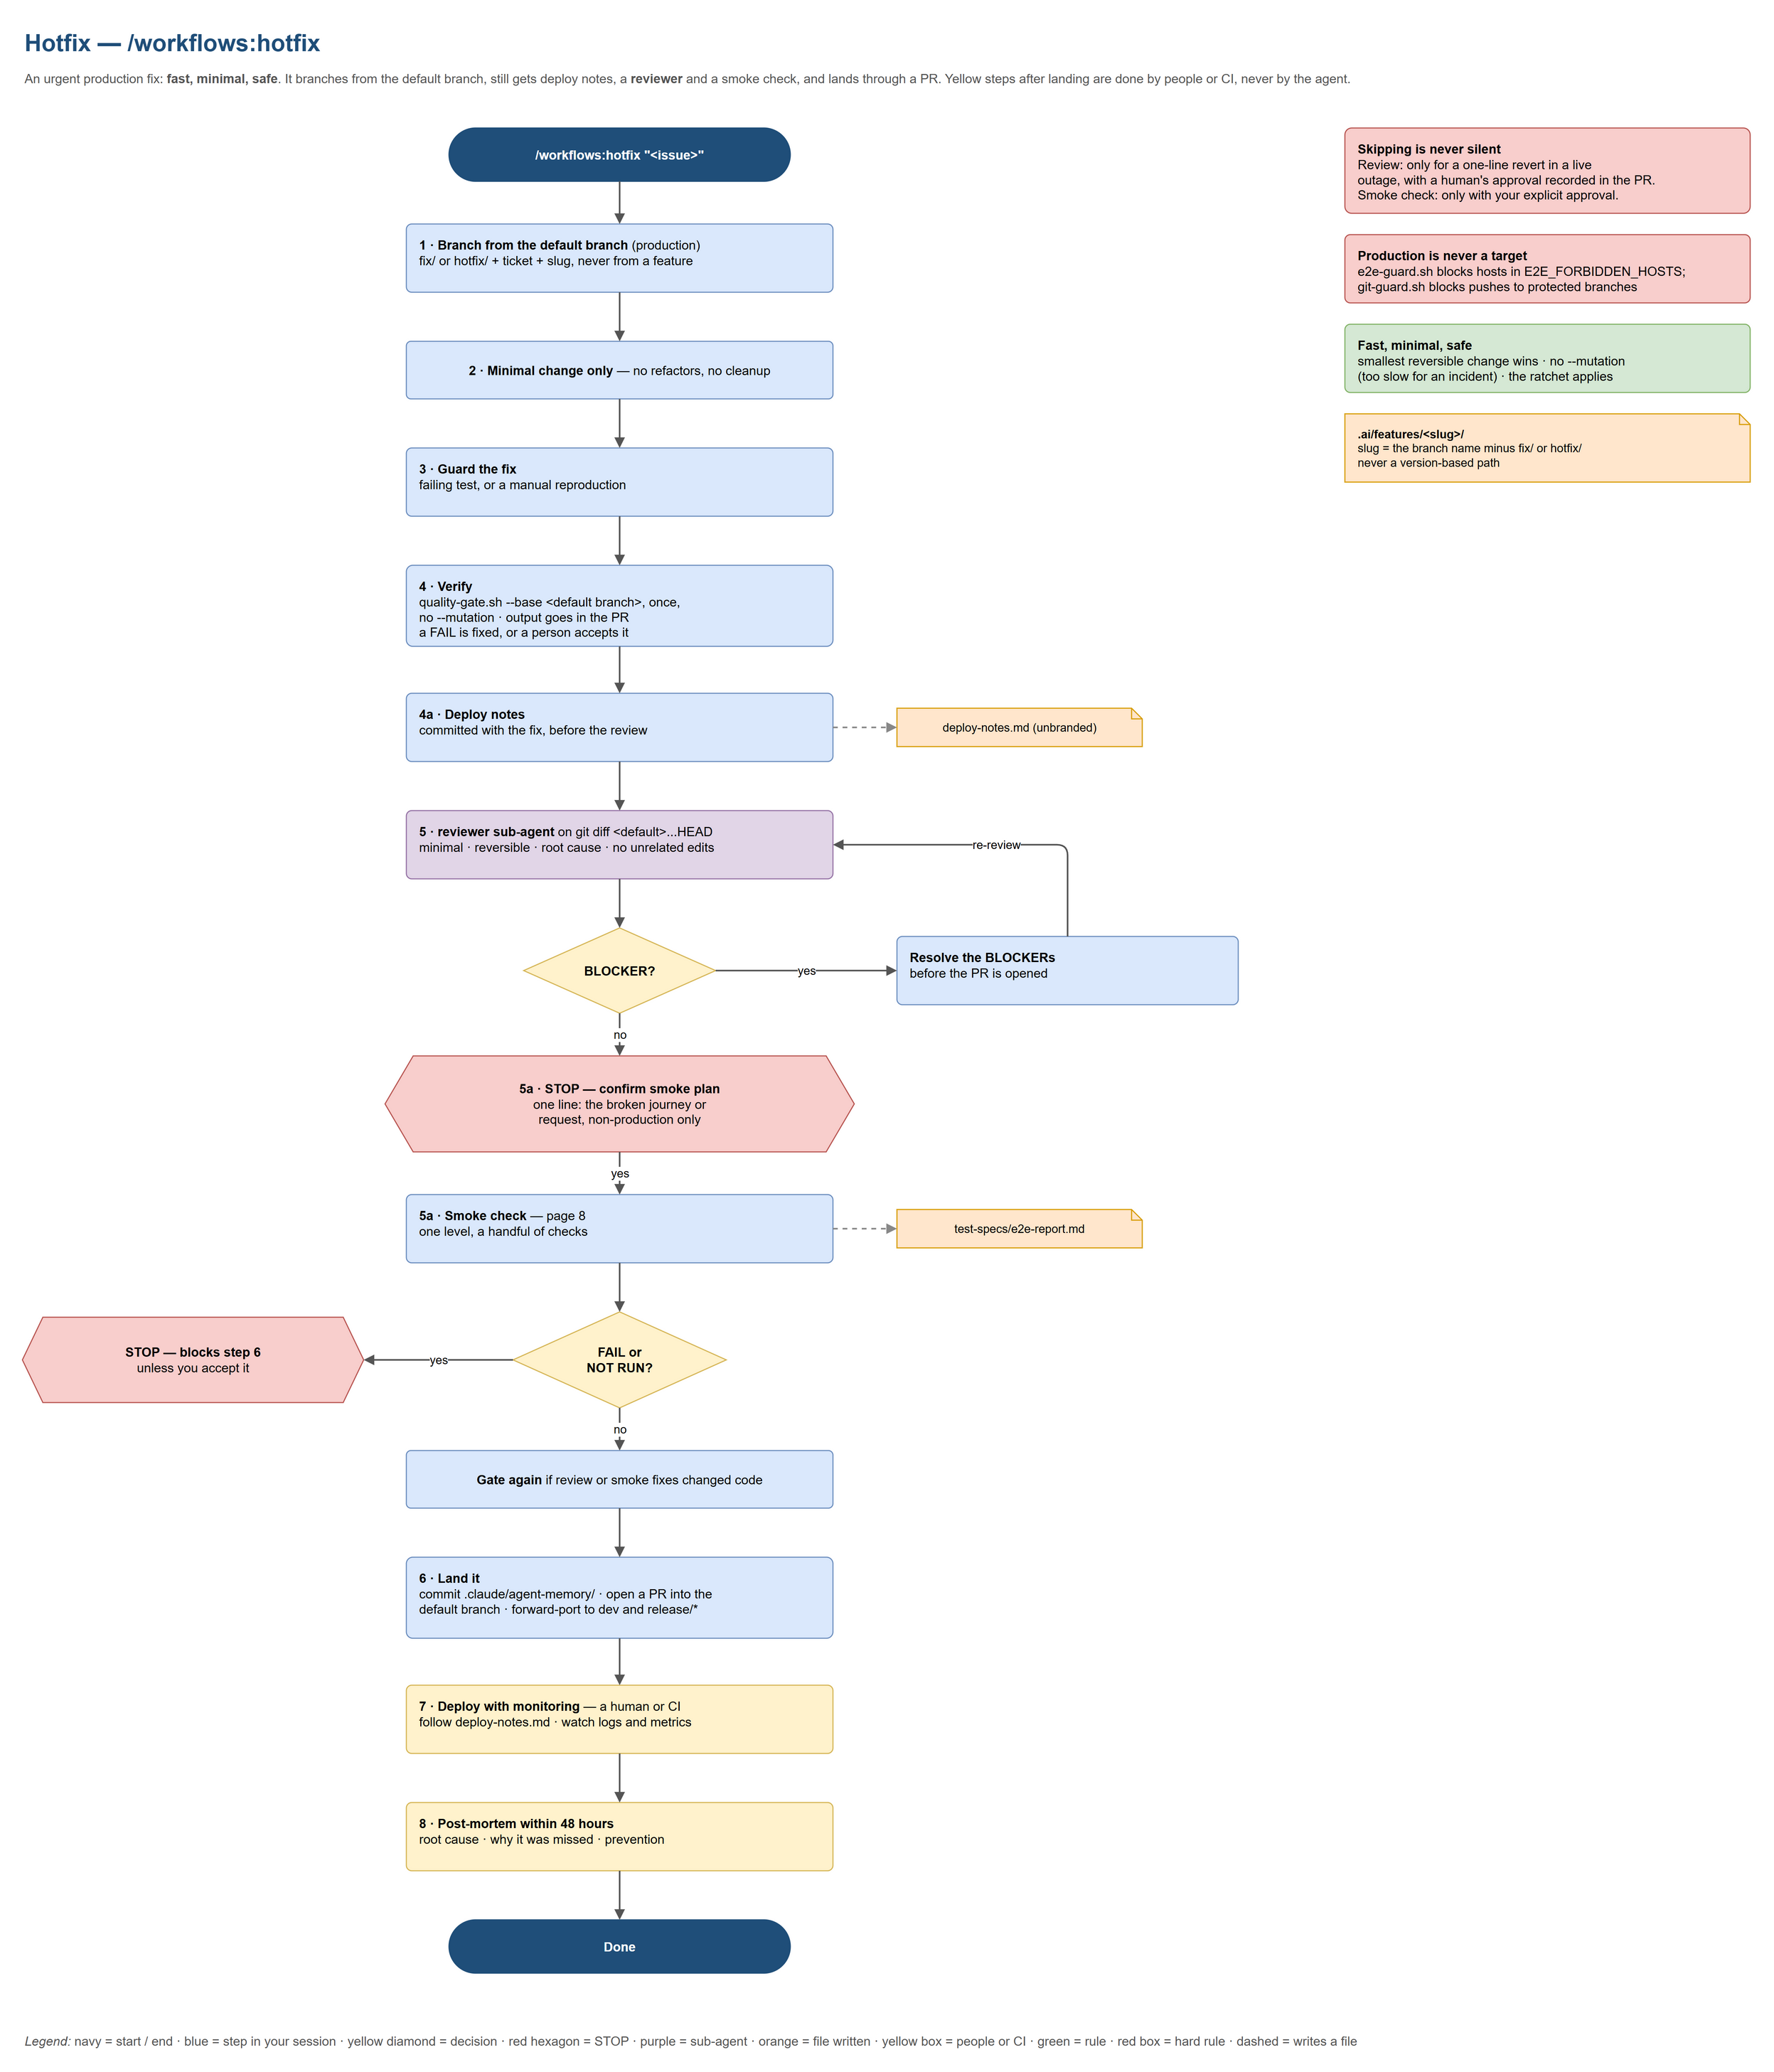 Hotfix — /workflows:hotfix
An urgent production fix: fast, minimal, safe. It branches from the default branch, still gets deploy notes, a reviewer and a smoke check, and lands through a PR. Yellow steps after landing are done by people or CI, never by the agent.
/workflows:hotfix "<issue>"
Skipping is never silent
Review: only for a one-line revert in a live
outage, with a human's approval recorded in the PR.
Smoke check: only with your explicit approval.
1 · Branch from the default branch (production)
fix/ or hotfix/ + ticket + slug, never from a feature
Production is never a target
e2e-guard.sh blocks hosts in E2E_FORBIDDEN_HOSTS;
git-guard.sh blocks pushes to protected branches
2 · Minimal change only — no refactors, no cleanup
Fast, minimal, safe
smallest reversible change wins · no --mutation
(too slow for an incident) · the ratchet applies
.ai/features/<slug>/
slug = the branch name minus fix/ or hotfix/
never a version-based path
3 · Guard the fix
failing test, or a manual reproduction
4 · Verify
quality-gate.sh --base <default branch>, once,
no --mutation · output goes in the PR
a FAIL is fixed, or a person accepts it
4a · Deploy notes
committed with the fix, before the review
deploy-notes.md (unbranded)
5 · reviewer sub-agent on git diff <default>...HEAD
minimal · reversible · root cause · no unrelated edits
re-review
BLOCKER?
yes
Resolve the BLOCKERs
before the PR is opened
no
5a · STOP — confirm smoke plan
one line: the broken journey or
request, non-production only
yes
5a · Smoke check — page 8
one level, a handful of checks
test-specs/e2e-report.md
STOP — blocks step 6
unless you accept it
yes
FAIL or
NOT RUN?
no
Gate again if review or smoke fixes changed code
6 · Land it
commit .claude/agent-memory/ · open a PR into the
default branch · forward-port to dev and release/*
7 · Deploy with monitoring — a human or CI
follow deploy-notes.md · watch logs and metrics
8 · Post-mortem within 48 hours
root cause · why it was missed · prevention
Done
Legend: navy = start / end · blue = step in your session · yellow diamond = decision · red hexagon = STOP · purple = sub-agent · orange = file written · yellow box = people or CI · green = rule · red box = hard rule · dashed = writes a file